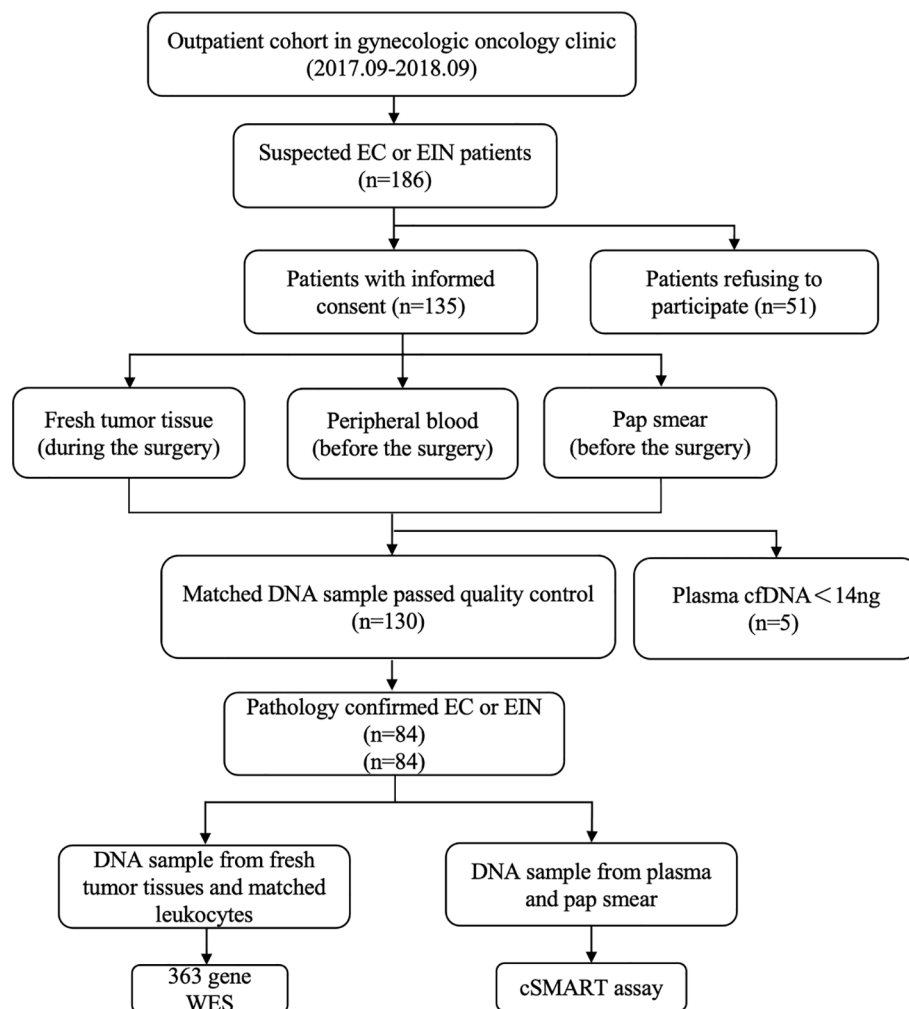 Outpatient cohort in gynecologic oncology clinic
(2017.09-2018.09)
Suspected EC or EIN patients
(n=186)
Patients with informed
consent (n=135)
Patients refusing to
participate (n=51)
Fresh tumor tissue
(during the surgery)
Peripheral blood
(before the surgery)
Pap smear
(before the surgery)
Matched DNA sample passed quality control
(n=130)
Plasma cfDNA＜14ng
(n=5)
Pathology confirmed EC or EIN
(n=84)
(n=84)
DNA sample from fresh
tumor tissues and matched
leukocytes
DNA sample from plasma
and pap smear
363 gene
WES
cSMART assay